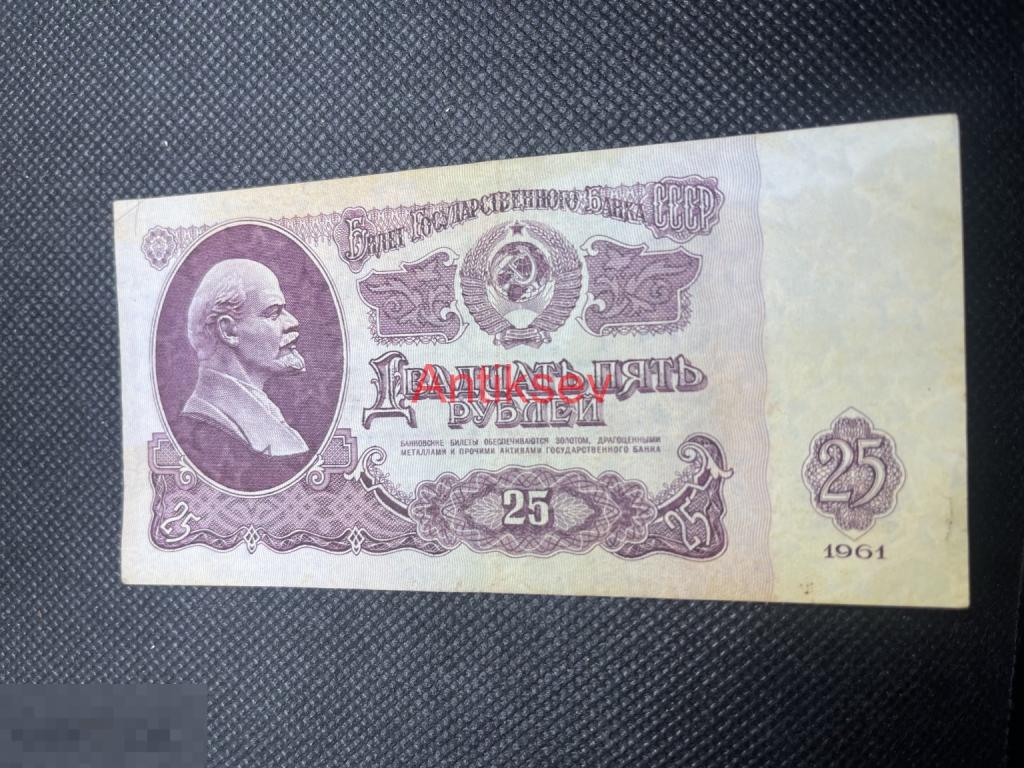 Билет Государственного Банка СССР
Двадцать пять
рублей
Antiksev
БАНКОВСКИЕ БИЛЕТЫ ОБЕСПЕЧИВАЮТСЯ ЗОЛОТОМ, ДРАГОЦЕННЫМИ
МЕТАЛЛАМИ И ПРОЧИМИ АКТИВАМИ ГОСУДАРСТВЕННОГО БАНКА
25
25
25
25
1961